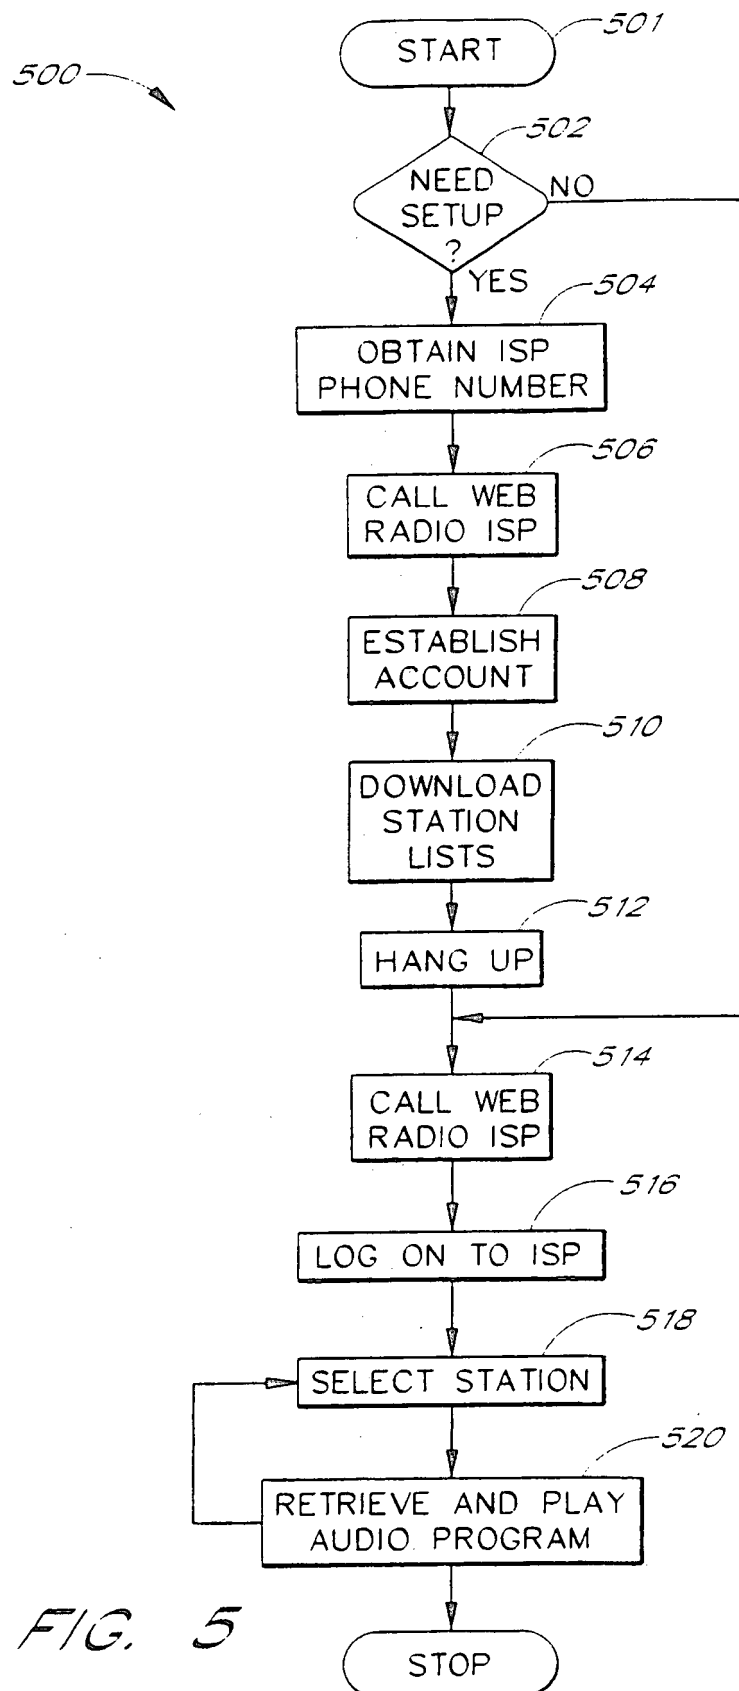 501
START
500
502
NEED
SETUP
?
NO
YES
504
OBTAIN ISP
PHONE NUMBER
506
CALL WEB
RADIO ISP
508
ESTABLISH
ACCOUNT
510
DOWNLOAD
STATION
LISTS
512
HANG UP
514
CALL WEB
RADIO ISP
516
LOG ON TO ISP
518
SELECT STATION
520
RETRIEVE AND PLAY
AUDIO PROGRAM
FIG. 5
STOP